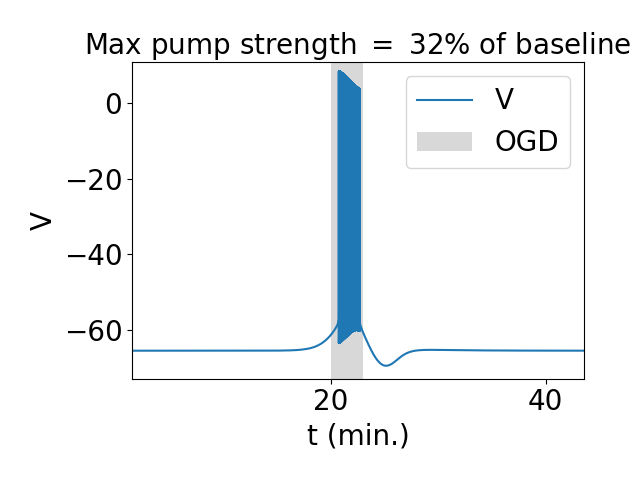 Max pump strength = 32% of baseline
V
OGD
0
−20
−40
−60
V
20
40
t (min.)